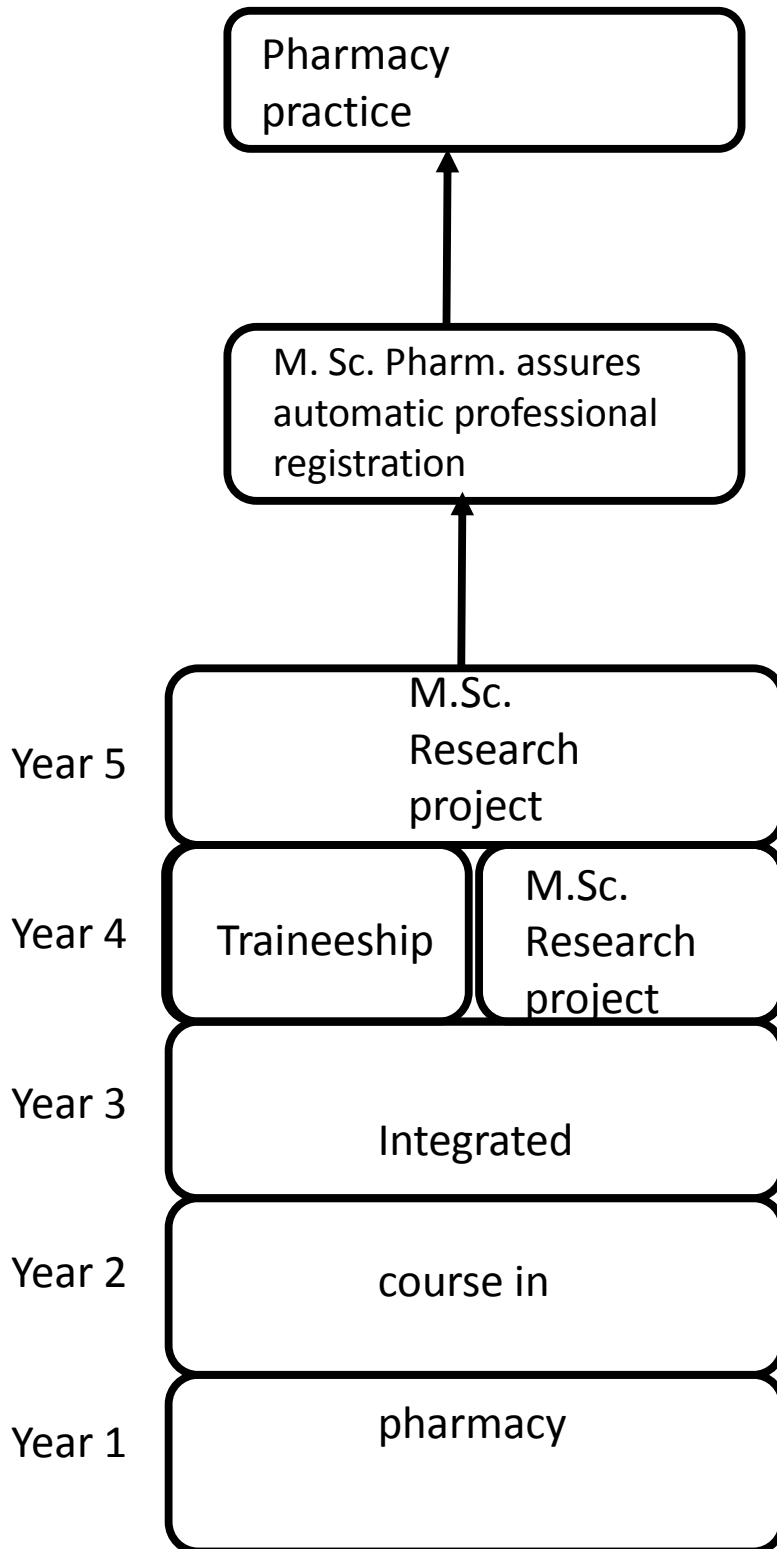 Pharmacy
practice
M. Sc. Pharm. assures
automatic professional
registration
Year 5
M.Sc.
Research
project
Year 4
Traineeship
M.Sc.
Research
project
Year 3
Integrated
Year 2
course in
Year 1
pharmacy